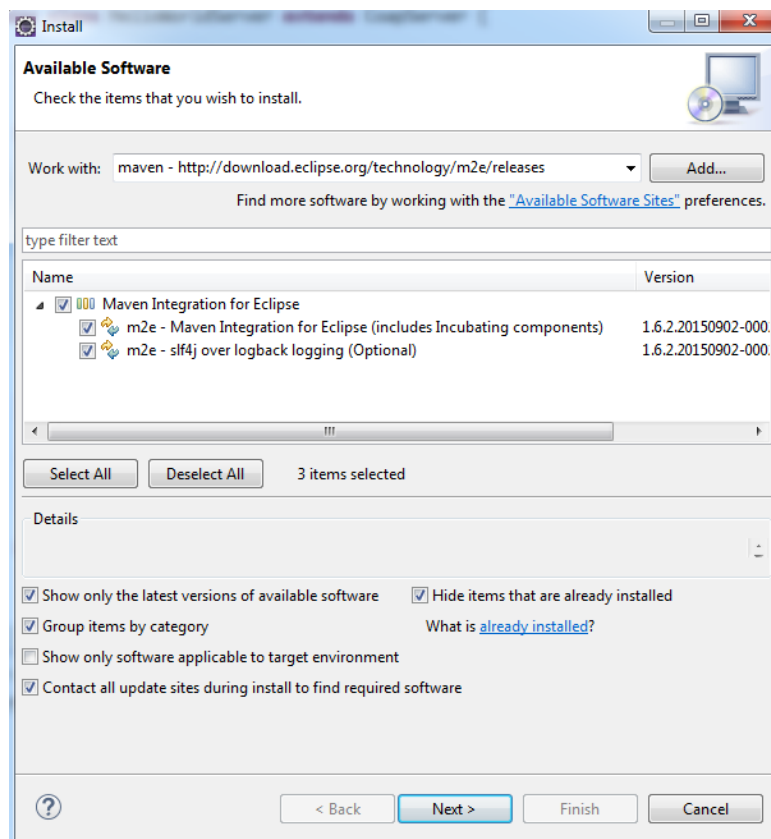 Install
Available Software
Check the items that you wish to install.
Work with: maven - http://download.eclipse.org/technology/m2e/releases Add...
Find more software by working with the "Available Software Sites" preferences.
type filter text
Name Version
Maven Integration for Eclipse
m2e - Maven Integration for Eclipse (includes Incubating components) 1.6.2.20150902-000
m2e - slf4j over logback logging (Optional) 1.6.2.20150902-000
Select All Deselect All 3 items selected
Details
Show only the latest versions of available software Hide items that are already installed
Group items by category What is already installed?
Show only software applicable to target environment
Contact all update sites during install to find required software
< Back Next > Finish Cancel